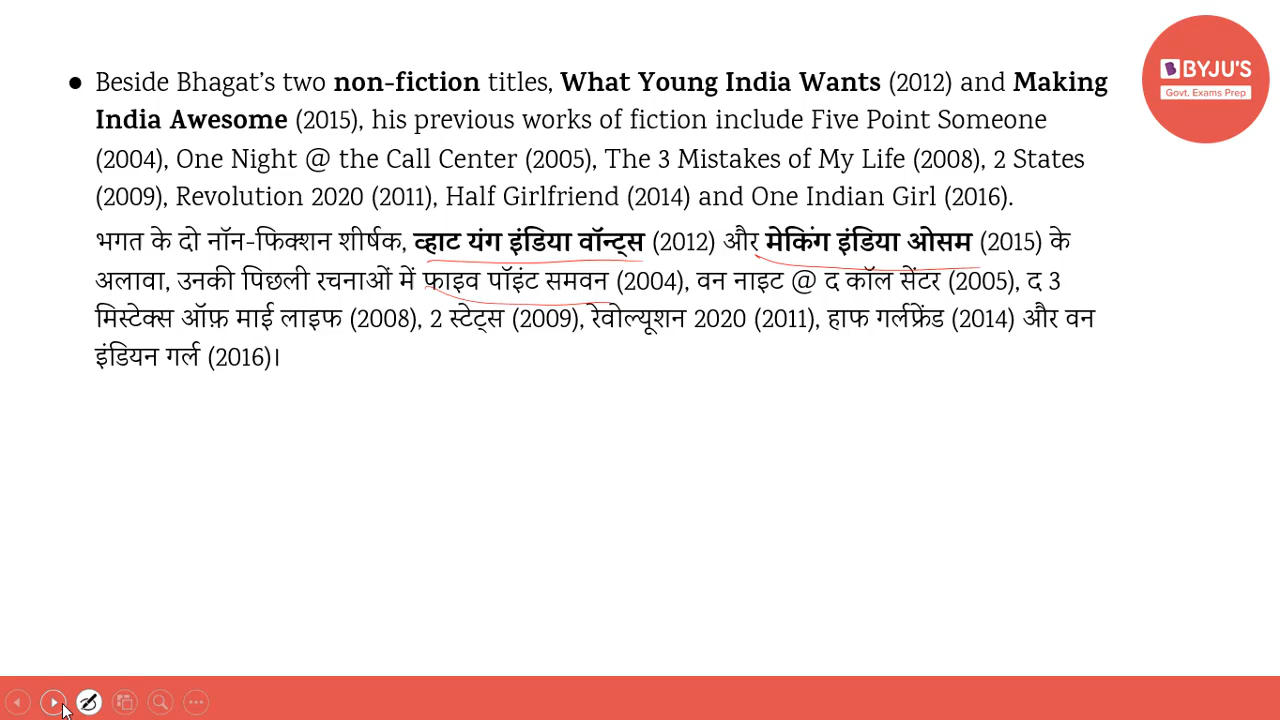 ● Beside Bhagat’s two non-fiction titles, What Young India Wants (2012) and Making
India Awesome (2015), his previous works of fiction include Five Point Someone
(2004), One Night @ the Call Center (2005), The 3 Mistakes of My Life (2008), 2 States
(2009), Revolution 2020 (2011), Half Girlfriend (2014) and One Indian Girl (2016).
भगत के दो नॉन-फिक्शन शीर्षक, व्हाट यंग इंडिया वॉन्ट्स (2012) और मेकिंग इंडिया ओसम (2015) के
अलावा, उनकी पिछली रचनाओं में फाइव पॉइंट समवन (2004), वन नाइट @ द कॉल सेंटर (2005), द 3
मिस्टेक्स ऑफ़ माई लाइफ (2008), 2 स्टेट्स (2009), रेवोल्यूशन 2020 (2011), हाफ गर्लफ्रेंड (2014) और वन
इंडियन गर्ल (2016)।
BYJU'S
Govt. Exams Prep